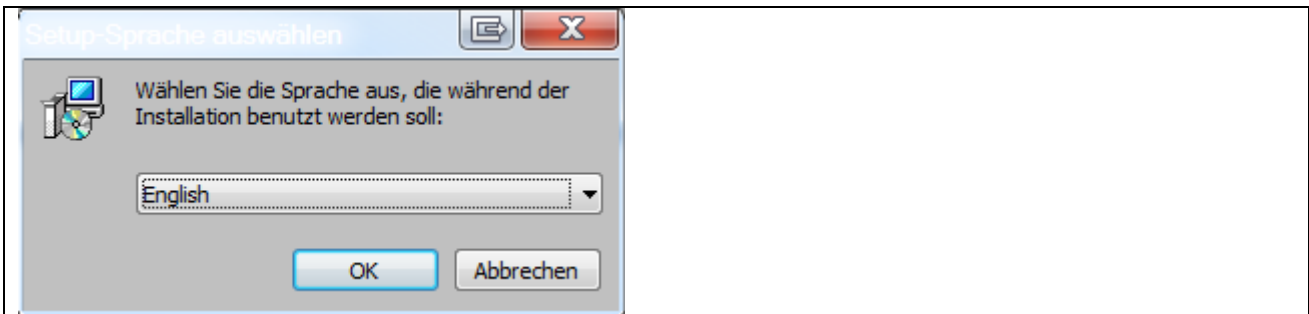 Setup-Sprache auswählen
Wählen Sie die Sprache aus, die während der
Installation benutzt werden soll:
English
OK
Abbrechen